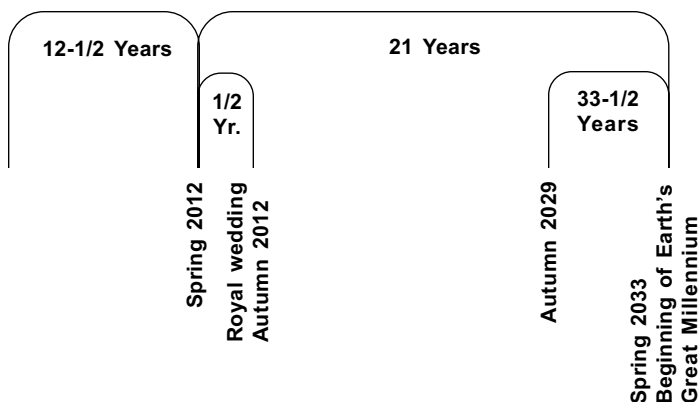 12-1/2 Years
21 Years
1/2
Yr.
33-1/2
Years
Spring 2012
Royal wedding
Autumn 2012
Autumn 2029
Spring 2033
Beginning of Earth's
Great Millennium